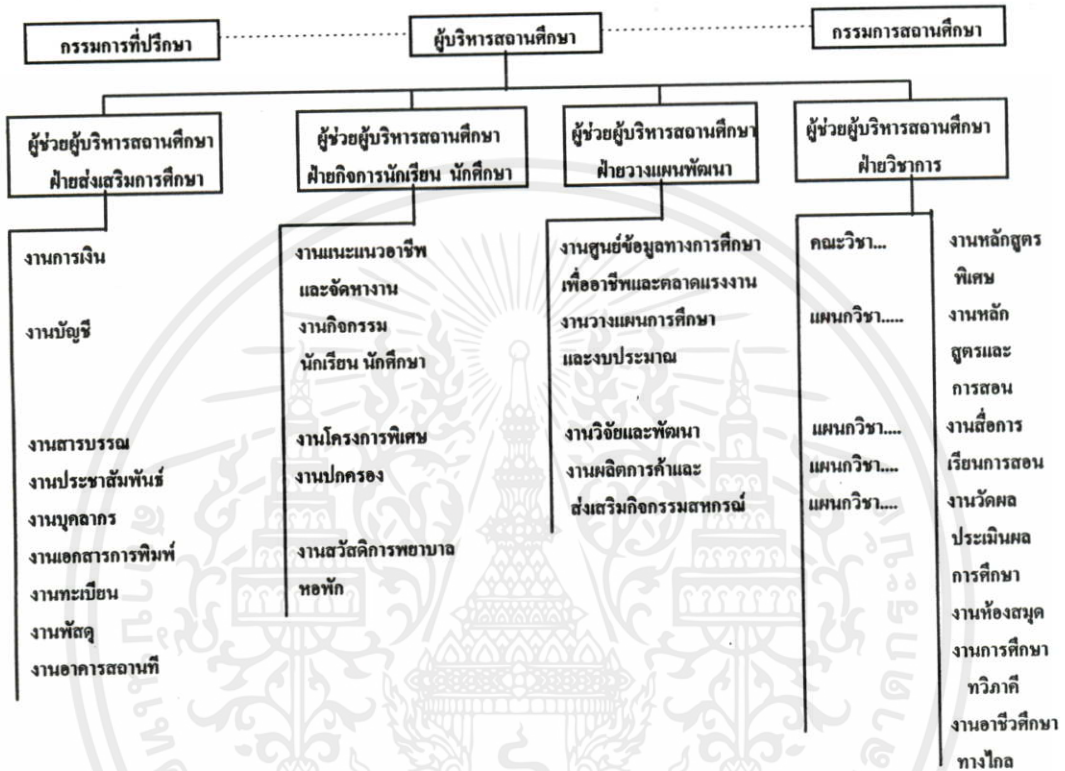 กรรมการที่ปรึกษา
ผู้บริหารสถานศึกษา
กรรมการสถานศึกษา
ผู้ช่วยผู้บริหารสถานศึกษา
ฝ่ายส่งเสริมการศึกษา
ผู้ช่วยผู้บริหารสถานศึกษา
ฝ่ายกิจการนักเรียน นักศึกษา
ผู้ช่วยผู้บริหารสถานศึกษา
ฝ่ายวางแผนพัฒนา
ผู้ช่วยผู้บริหารสถานศึกษา
ฝ่ายวิชาการ
งานการเงิน
งานบัญชี
งานสารบรรณ
งานประชาสัมพันธ์
งานบุคลากร
งานเอกสารการพิมพ์
งานทะเบียน
งานพัสดุ
งานอาคารสถานที่
งานแนะแนวอาชีพ
และจัดหางาน
งานกิจกรรม
นักเรียน นักศึกษา
งานโครงการพิเศษ
งานปกครอง
งานสวัสดิการพยาบาล
หอพัก
งานศูนย์ข้อมูลทางการศึกษา
เพื่ออาชีพและตลาดแรงงาน
งานวางแผนการศึกษา
และงบประมาณ
งานวิจัยและพัฒนา
งานผลิตการค้าและ
ส่งเสริมกิจกรรมสหกรณ์
คณะวิชา...
แผนกวิชา.....
แผนกวิชา....
แผนกวิชา....
แผนกวิชา....
งานหลักสูตร
พิเศษ
งานหลัก
สูตรและ
การสอน
งานสื่อการ
เรียนการสอน
งานวัดผล
ประเมินผล
การศึกษา
งานห้องสมุด
งานการศึกษา
ทวิภาคี
งานอาชีวศึกษา
ทางไกล